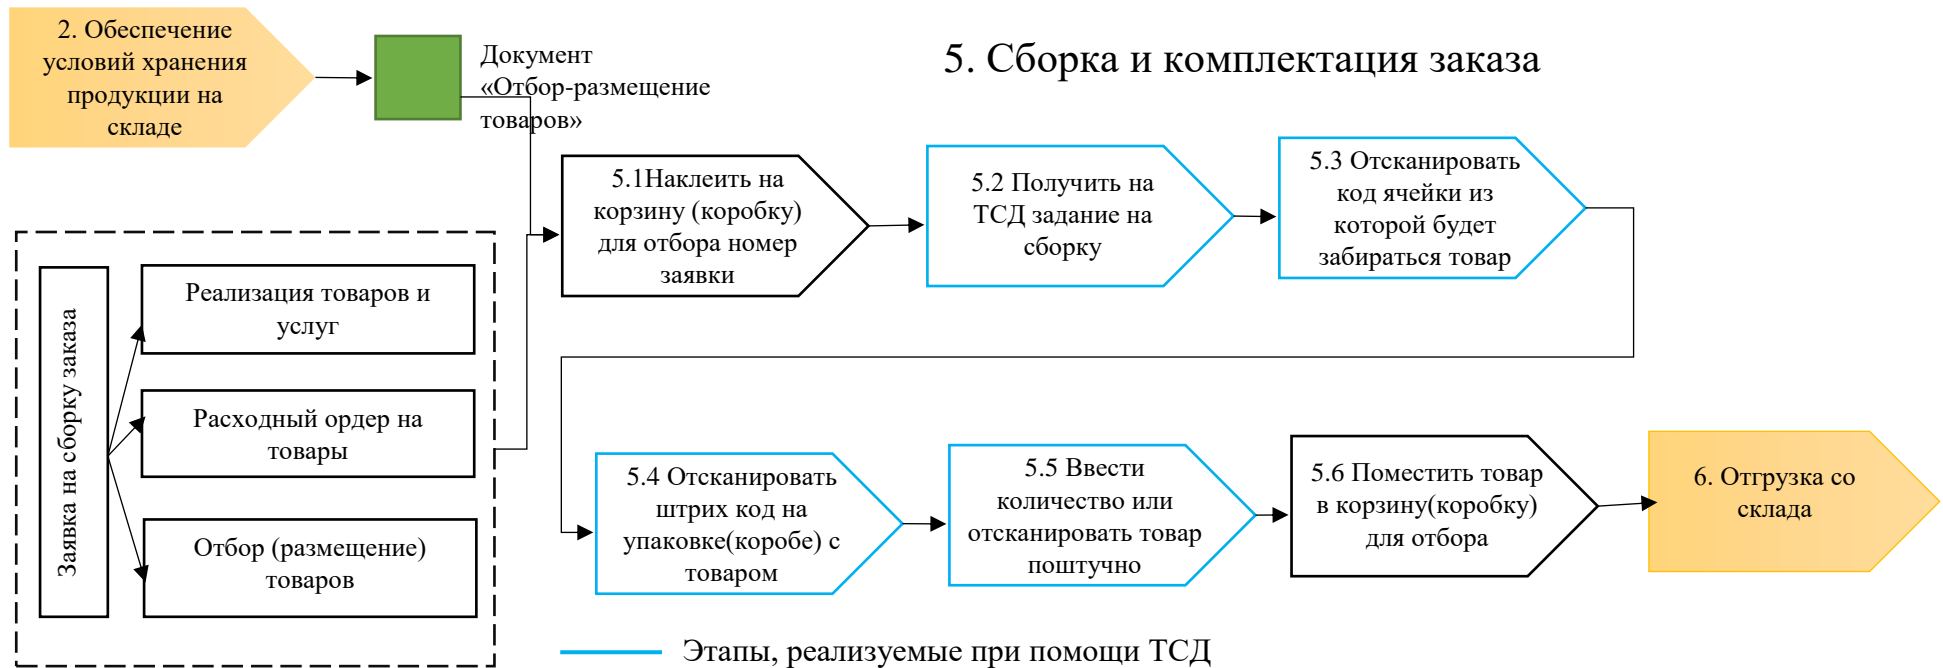 2. Обеспечение
условий хранения
продукции на
складе
Документ
«Отбор-размещение
товаров»
5. Сборка и комплектация заказа
5.1Наклеить на
корзину (коробку)
для отбора номер
заявки
5.2 Получить на
ТСД задание на
сборку
5.3 Отсканировать
код ячейки из
которой будет
забираться товар
Заявка на сборку заказа
Реализация товаров и
услуг
Расходный ордер на
товары
Отбор (размещение)
товаров
5.4 Отсканировать
штрих код на
упаковке(коробе) с
товаром
5.5 Ввести
количество или
отсканировать товар
поштучно
5.6 Поместить товар
в корзину(коробку)
для отбора
6. Отгрузка со
склада
Этапы, реализуемые при помощи ТСД